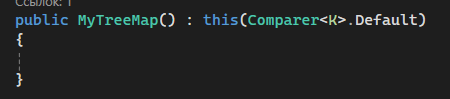 Ссылок: 1
public MyTreeMap() : this(Comparer<K>.Default)
{
}